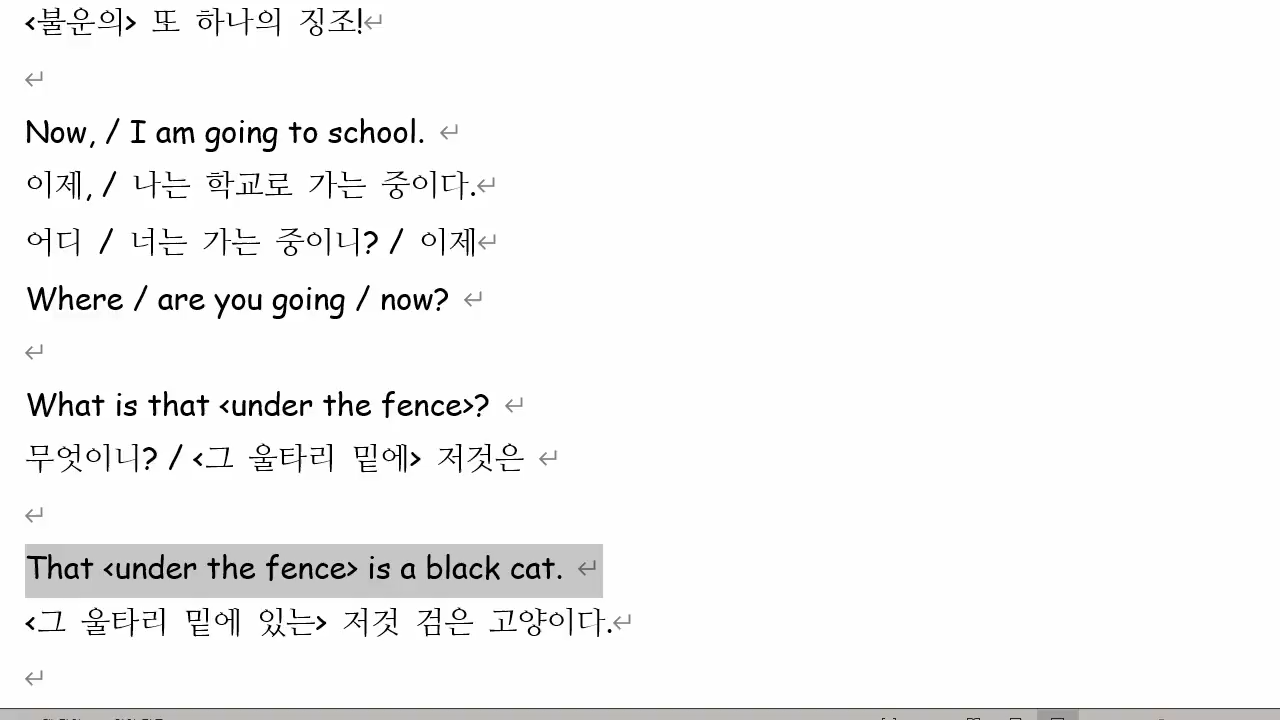 <불운의> 또 하나의 징조!
Now, / I am going to school.
이제, / 나는 학교로 가는 중이다.
어디 / 너는 가는 중이니? / 이제
Where / are you going / now?
What is that <under the fence>?
무엇이니? / <그 울타리 밑에> 저것은
That <under the fence> is a black cat.
<그 울타리 밑에 있는> 저것 검은 고양이다.